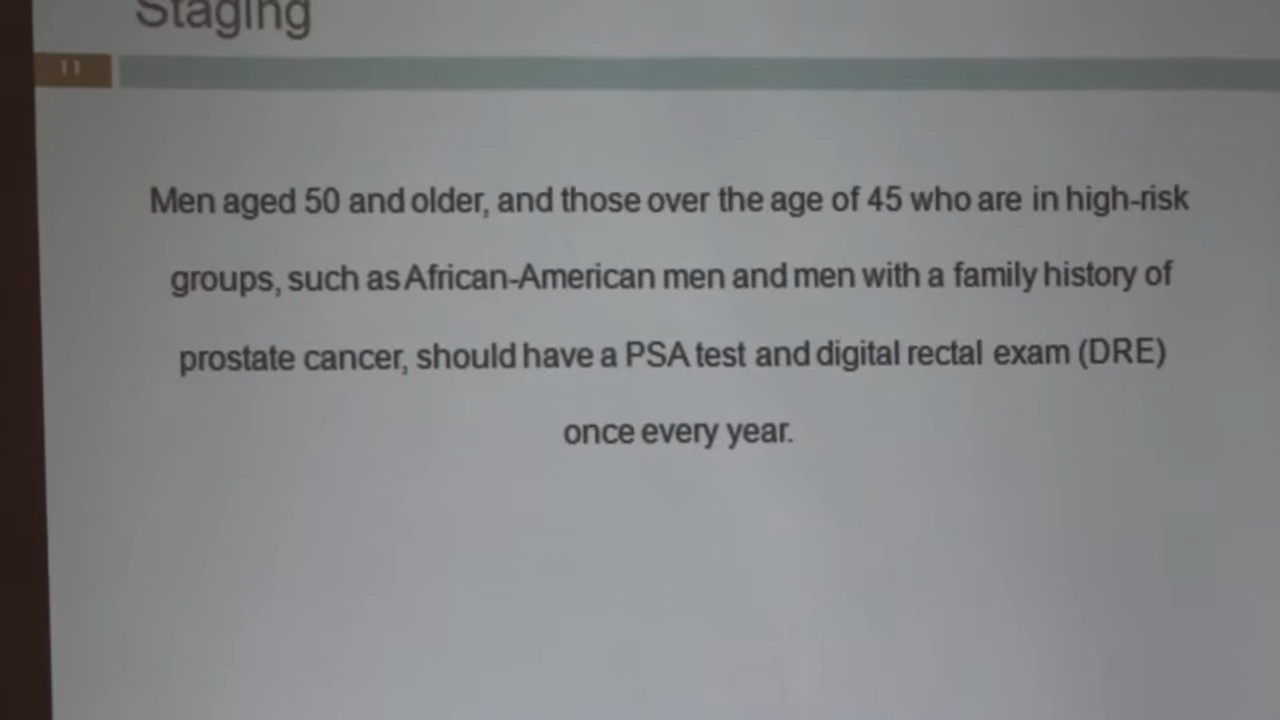 Staging
11
Men aged 50 and older, and those over the age of 45 who are in high-risk
groups, such as African-American men and men with a family history of
prostate cancer, should have a PSA test and digital rectal exam (DRE)
once every year.